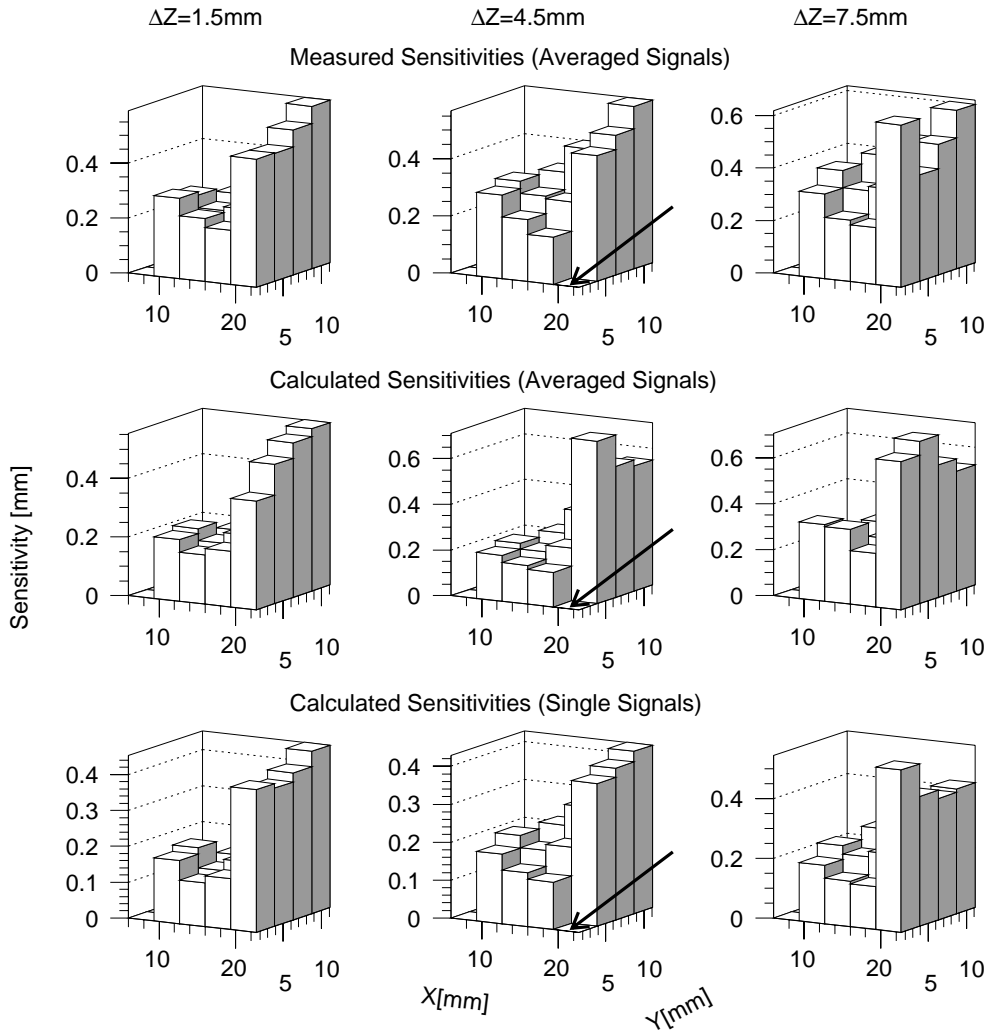 ΔZ=1.5mm ΔZ=4.5mm ΔZ=7.5mm
Measured Sensitivities (Averaged Signals)
0.4 0.2 0 10 20 5 10
0.4 0.2 0 10 20 5 10
0.6 0.4 0.2 0 10 20 5 10
Calculated Sensitivities (Averaged Signals)
Sensitivity [mm]
0.4 0.2 0 10 20 5 10
0.6 0.4 0.2 0 10 20 5 10
0.6 0.4 0.2 0 10 20 5 10
Calculated Sensitivities (Single Signals)
0.4 0.3 0.2 0.1 0 10 20 5 10
0.4 0.3 0.2 0.1 0 10 20 5 10
0.4 0.2 0 10 20 5 10
X[mm] Y[mm]